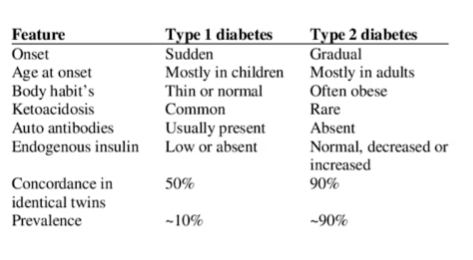 Feature Type 1 diabetes Type 2 diabetes
Onset Sudden Gradual
Age at onset Mostly in children Mostly in adults
Body habit's Thin or normal Often obese
Ketoacidosis Common Rare
Auto antibodies Usually present Absent
Endogenous insulin Low or absent Normal, decreased or
increased
Concordance in 50% 90%
identical twins
Prevalence ~10% ~90%